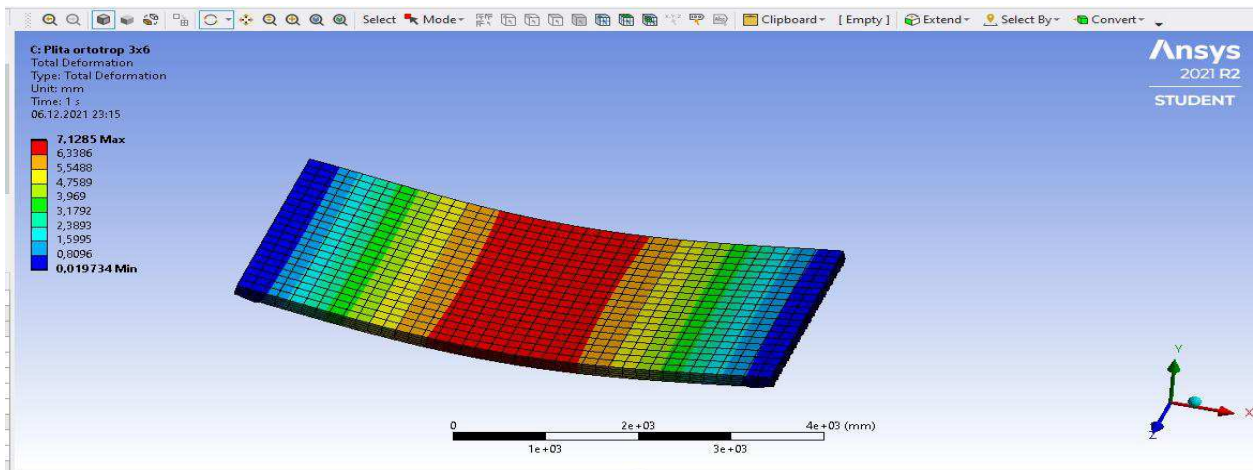 Select Mode Clipboard [ Empty ] Extend Select By Convert
C: Plita ortotrop 3x6
Total Deformation
Type: Total Deformation
Unit: mm
Time: 1 s
06.12.2021 23:15
7,1285 Max
6,3386
5,5488
4,7589
3,969
3,1792
2,3893
1,5995
0,8096
0,019734 Min
Ansys
2021 R2
STUDENT
Y
X
Z
0 2e+03 4e+03 (mm)
1e+03 3e+03